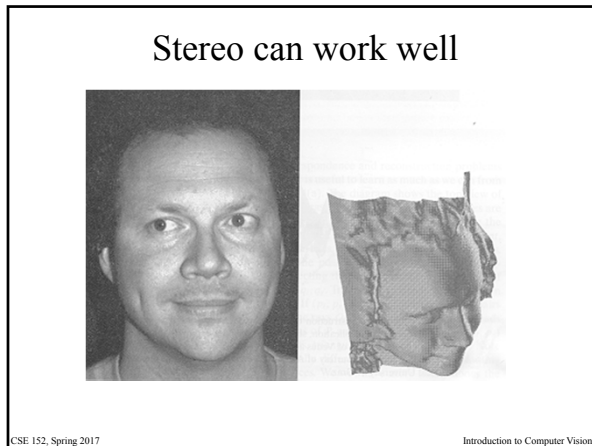 Stereo can work well
CSE 152, Spring 2017
Introduction to Computer Vision